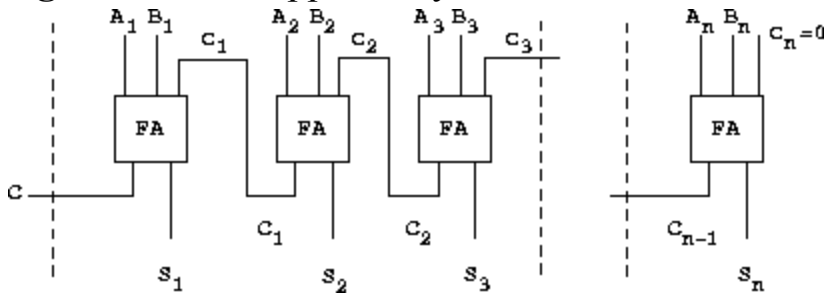 A1 B1 C1 A2 B2 C2 A3 B3 C3 An Bn Cn=0
FA FA FA FA
C
C1 C2 Cn-1
S1 S2 S3 Sn